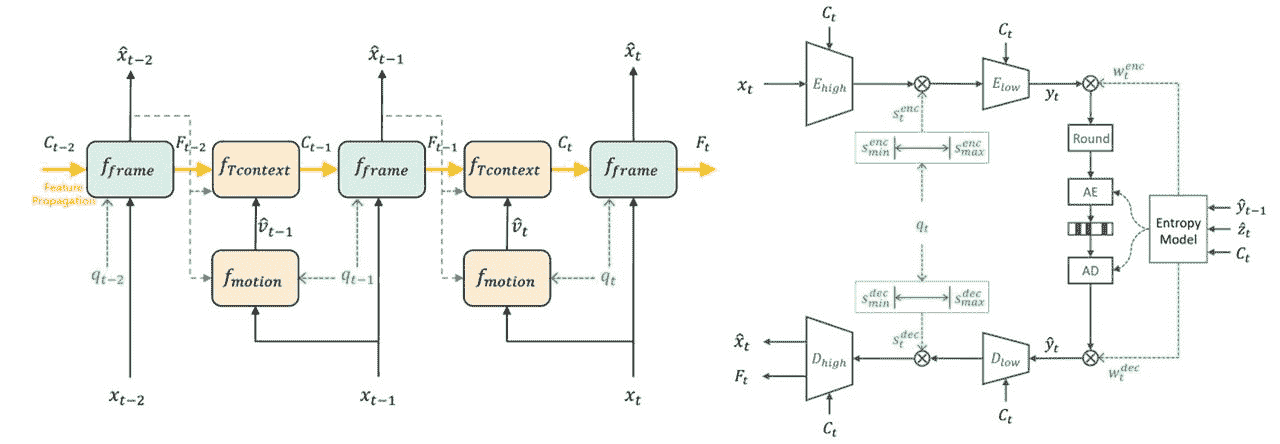 x̂_{t-2}
x̂_{t-1}
x̂_t
C_{t-2}
f_{frame}
F_{t-2}
f_{Tcontext}
C_{t-1}
f_{frame}
F_{t-1}
f_{Tcontext}
C_t
f_{frame}
F_t
Feature
Propagation
v̂_{t-1}
v̂_t
q_{t-2}
f_{motion}
q_{t-1}
f_{motion}
q_t
x_{t-2}
x_{t-1}
x_t
C_t
C_t
x_t
E_{high}
E_{low}
y_t
w_t^{enc}
s_t^{enc}
Round
s_{min}^{enc}
s_{max}^{enc}
AE
q_t
Entropy
Model
ŷ_{t-1}
ẑ_t
C_t
AD
s_{min}^{dec}
s_{max}^{dec}
s_t^{dec}
x̂_t
F_t
D_{high}
D_{low}
ŷ_t
w_t^{dec}
C_t
C_t